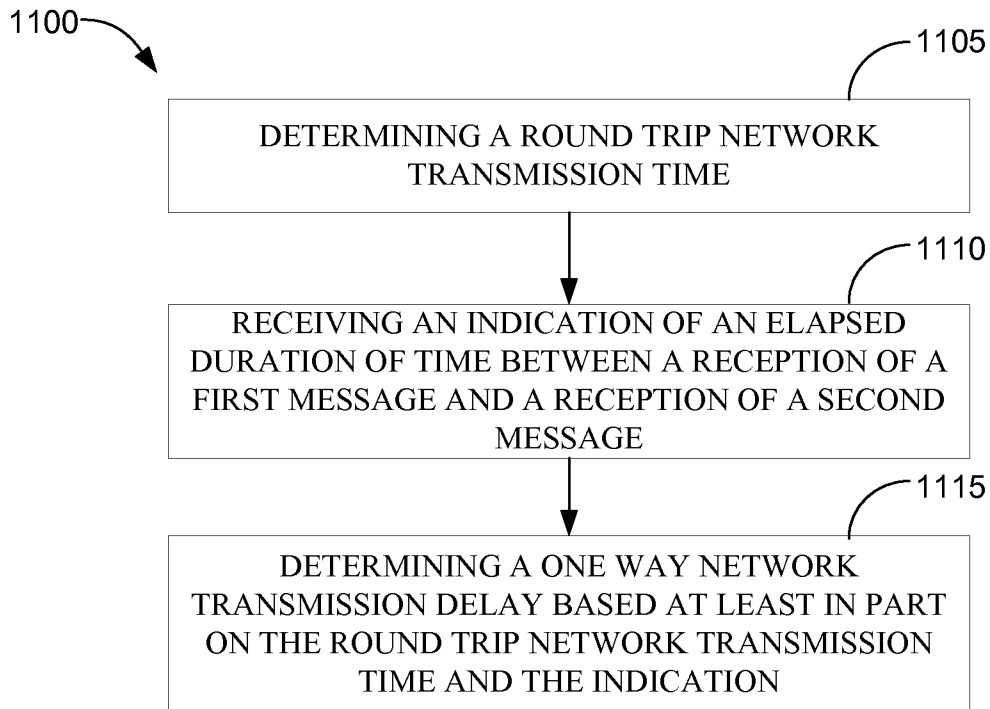 1100
1105
DETERMINING A ROUND TRIP NETWORK
TRANSMISSION TIME
1110
RECEIVING AN INDICATION OF AN ELAPSED
DURATION OF TIME BETWEEN A RECEPTION OF A
FIRST MESSAGE AND A RECEPTION OF A SECOND
MESSAGE
1115
DETERMINING A ONE WAY NETWORK
TRANSMISSION DELAY BASED AT LEAST IN PART
ON THE ROUND TRIP NETWORK TRANSMISSION
TIME AND THE INDICATION